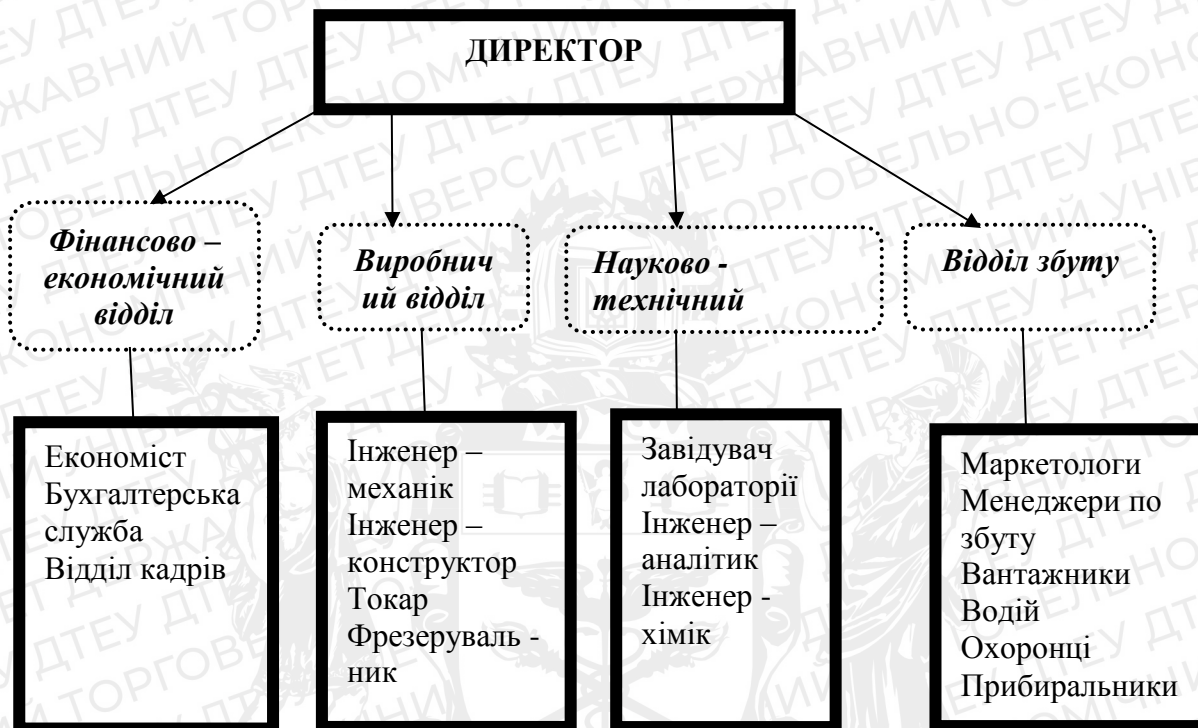 ДИРЕКТОР
Фінансово –
економічний
відділ
Виробнич
ий відділ
Науково -
технічний
Відділ збуту
Економіст
Бухгалтерська
служба
Відділ кадрів
Інженер –
механік
Інженер –
конструктор
Токар
Фрезеруваль -
ник
Завідувач
лабораторії
Інженер –
аналітик
Інженер -
хімік
Маркетологи
Менеджери по
збуту
Вантажники
Водій
Охоронці
Прибиральники